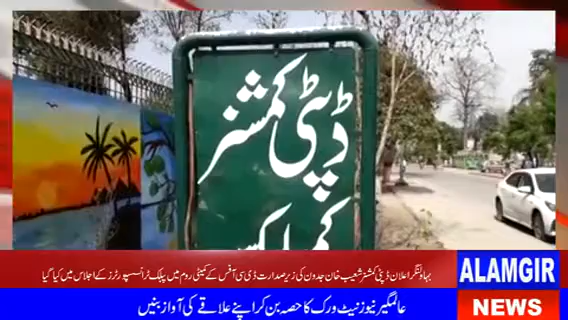 ALAMGIR
NEWS
ڈپٹی کمشنر
بہاولنگر اعلان ڈپٹی کمشنر شعیب خان جدون کی زیر صدارت ڈی سی آفس کے کمیٹی روم میں پبلک ٹرانسپورٹرز کے اجلاس میں کیا گیا
ALAMGIR
NEWS
عالمگیر نیوز نیٹ ورک کا حصہ بن کر اپنے علاقے کی آواز بنیں